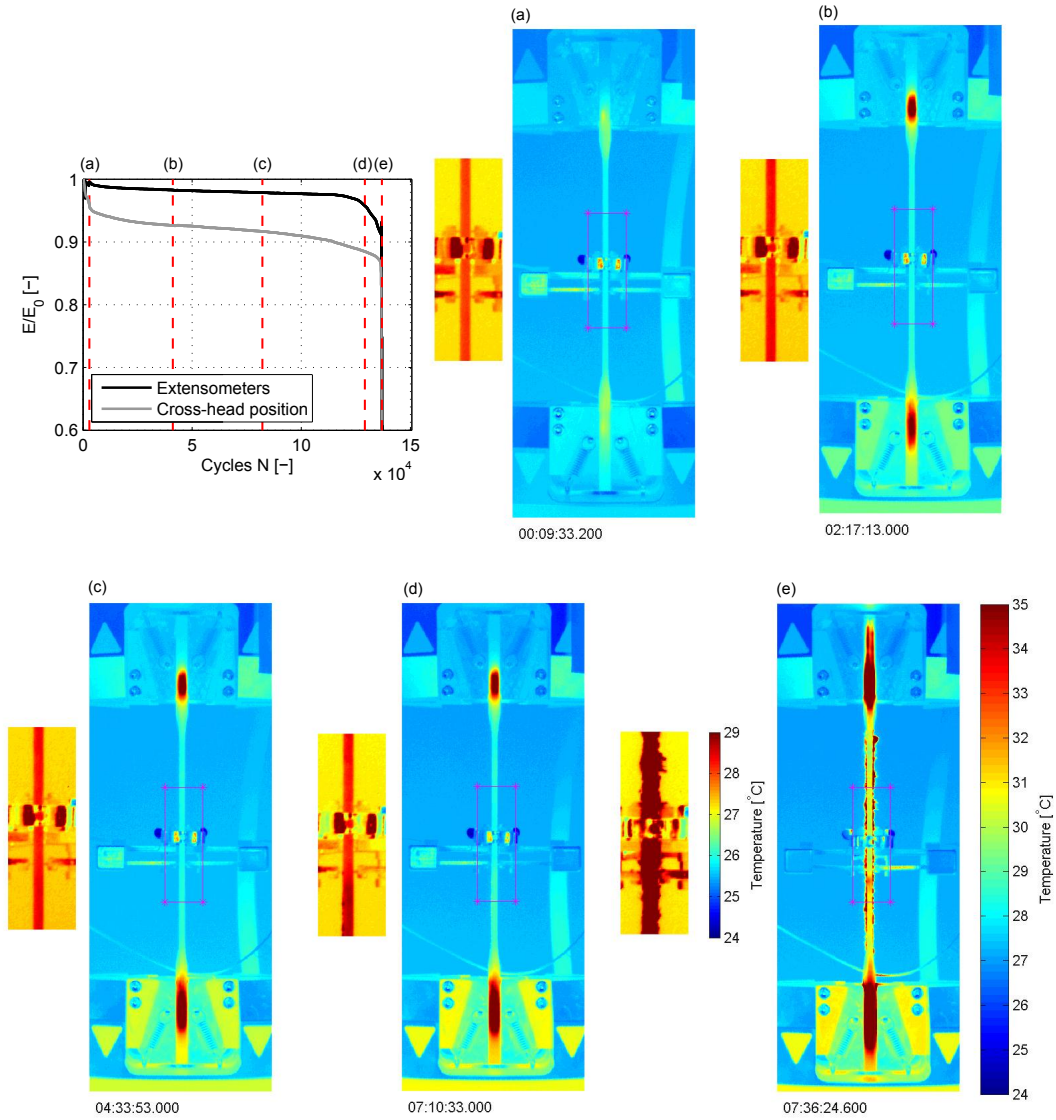 (a)
(b)
(a)
(b)
(c)
(d)
(e)
1
0.9
0.8
0.7
0.6
E/E0 [−]
Extensometers
Cross-head position
0
5
10
15
Cycles N [−]
x 10^4
00:09:33.200
02:17:13.000
(c)
(d)
(e)
29
28
27
26
25
24
Temperature [°C]
35
34
33
32
31
30
29
28
27
26
25
24
Temperature [°C]
04:33:53.000
07:10:33.000
07:36:24.600